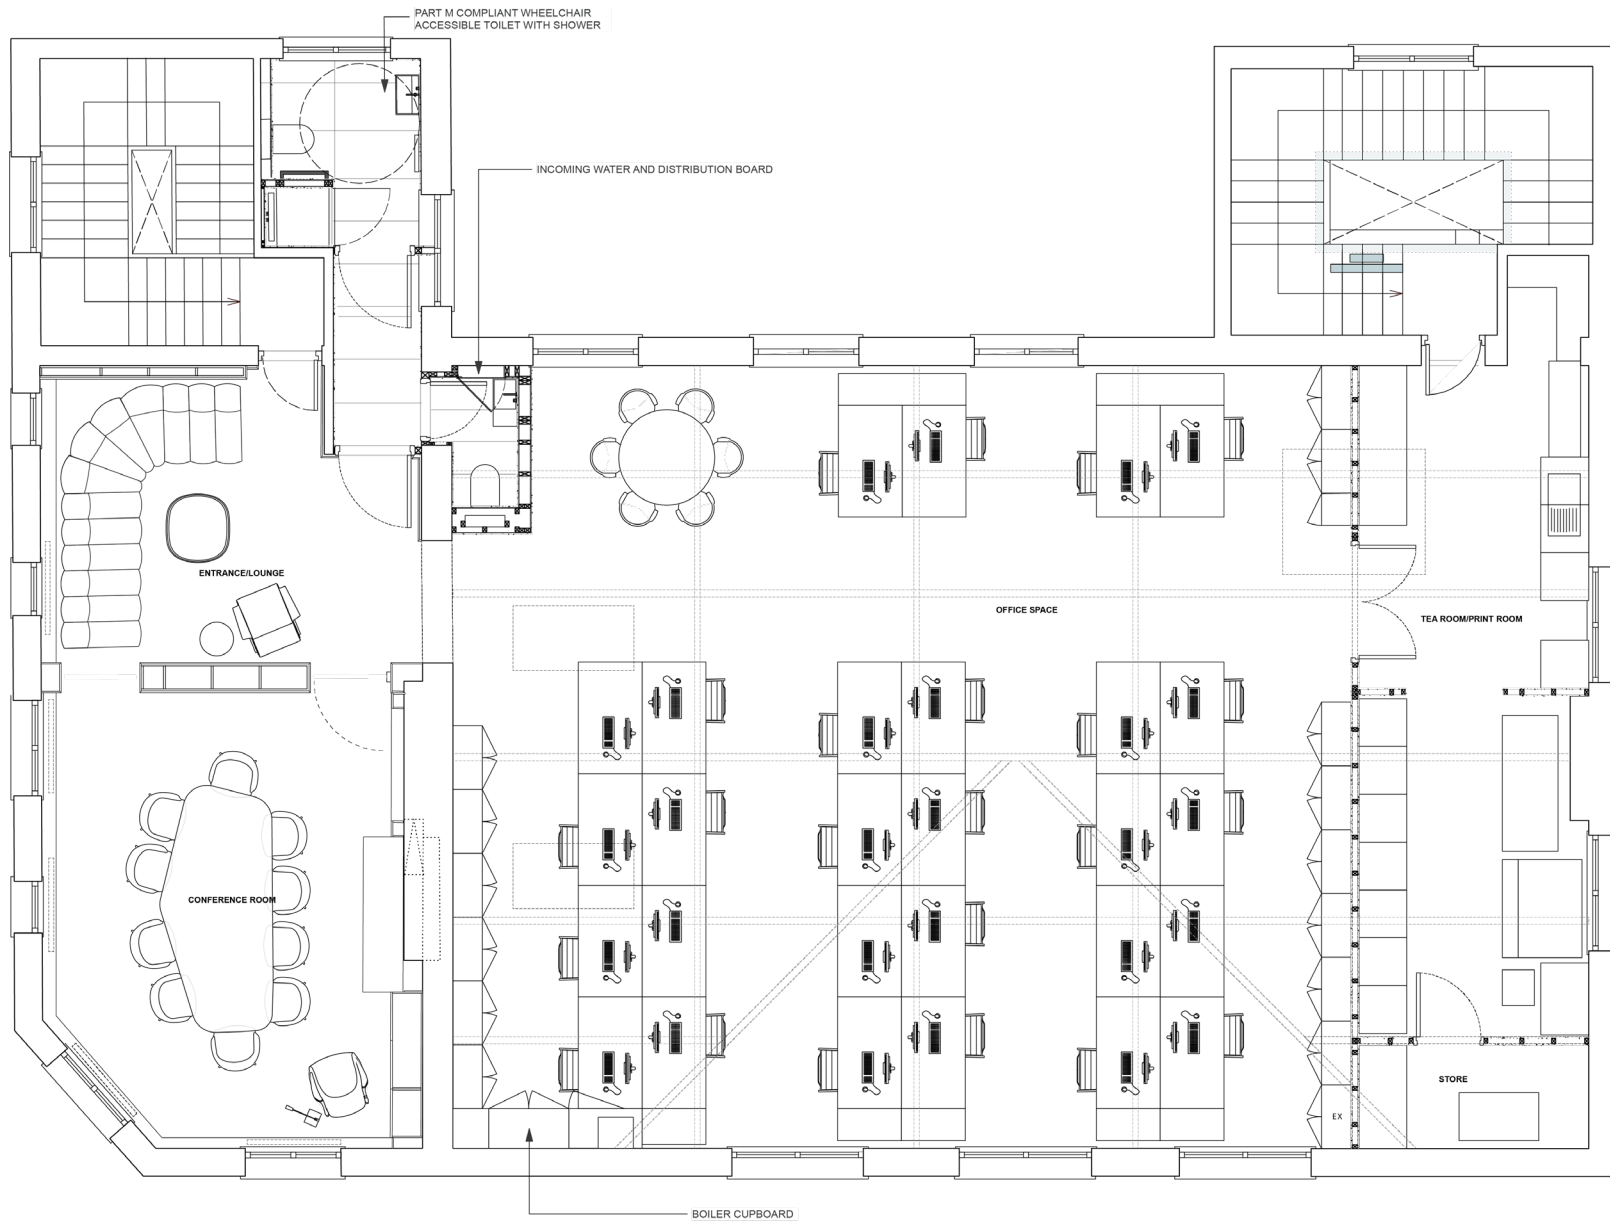 PART M COMPLIANT WHEELCHAIR
ACCESSIBLE TOILET WITH SHOWER
INCOMING WATER AND DISTRIBUTION BOARD
ENTRANCE/LOUNGE
OFFICE SPACE
TEA ROOM/PRINT ROOM
CONFERENCE ROOM
STORE
EX
BOILER CUPBOARD